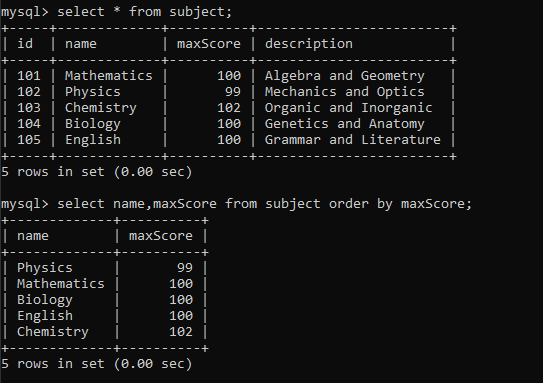 mysql> select * from subject;
+-----+-------------+----------+------------------------+
| id  | name        | maxScore | description            |
+-----+-------------+----------+------------------------+
| 101 | Mathematics |      100 | Algebra and Geometry   |
| 102 | Physics     |       99 | Mechanics and Optics   |
| 103 | Chemistry   |      102 | Organic and Inorganic  |
| 104 | Biology     |      100 | Genetics and Anatomy   |
| 105 | English     |      100 | Grammar and Literature |
+-----+-------------+----------+------------------------+
5 rows in set (0.00 sec)

mysql> select name,maxScore from subject order by maxScore;
+-------------+----------+
| name        | maxScore |
+-------------+----------+
| Physics     |       99 |
| Mathematics |      100 |
| Biology     |      100 |
| English     |      100 |
| Chemistry   |      102 |
+-------------+----------+
5 rows in set (0.00 sec)